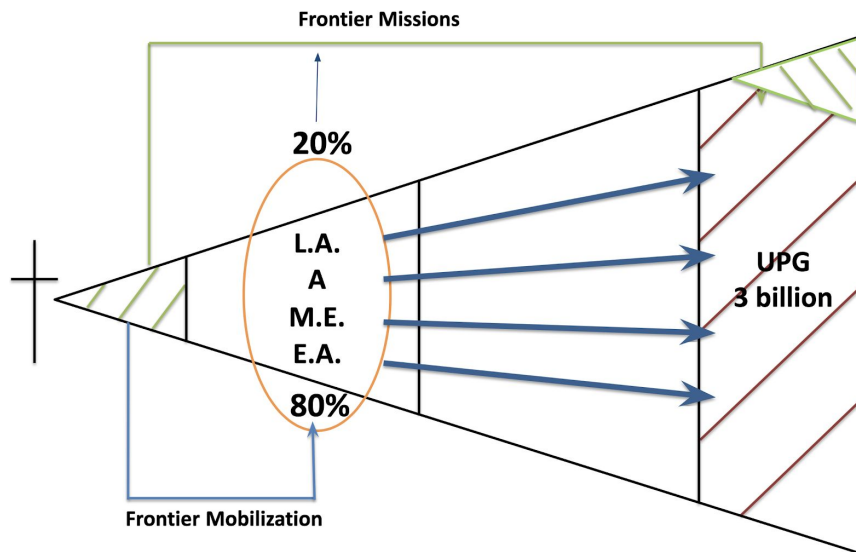 Frontier Missions
20%
L.A.
A
M.E.
E.A.
80%
UPG
3 billion
Frontier Mobilization